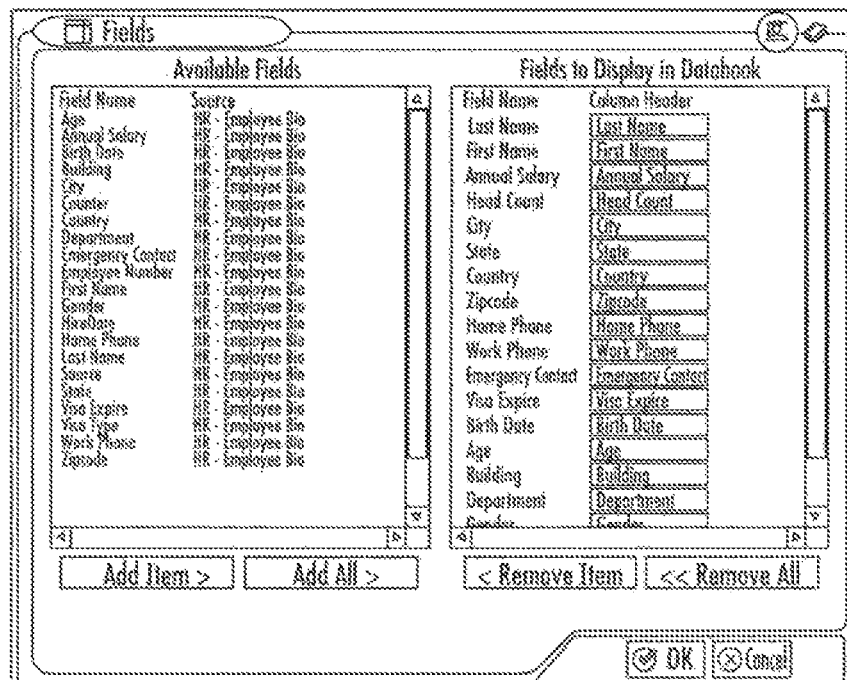 Fields
Available Fields
Field Name Source
Age HR - Employee Bio
Annual Salary HR - Employee Bio
Birth Date HR - Employee Bio
Building HR - Employee Bio
City HR - Employee Bio
Counter HR - Employee Bio
Country HR - Employee Bio
Department HR - Employee Bio
Emergency Contact HR - Employee Bio
Employee Number HR - Employee Bio
First Name HR - Employee Bio
Gender HR - Employee Bio
HireDate HR - Employee Bio
Home Phone HR - Employee Bio
Last Name HR - Employee Bio
Source HR - Employee Bio
State HR - Employee Bio
Visa Expire HR - Employee Bio
Visa Type HR - Employee Bio
Work Phone HR - Employee Bio
Zipcode HR - Employee Bio
Add Item >
Add All >
Fields to Display in Databook
Field Name Column Header
Last Name Last Name
First Name First Name
Annual Salary Annual Salary
Head Count Head Count
City City
State State
Country Country
Zipcode Zipcode
Home Phone Home Phone
Work Phone Work Phone
Emergency Contact Emergency Contact
Visa Expire Visa Expire
Birth Date Birth Date
Age Age
Building Building
Department Department
Gender Gender
< Remove Item
<< Remove All
OK
Cancel